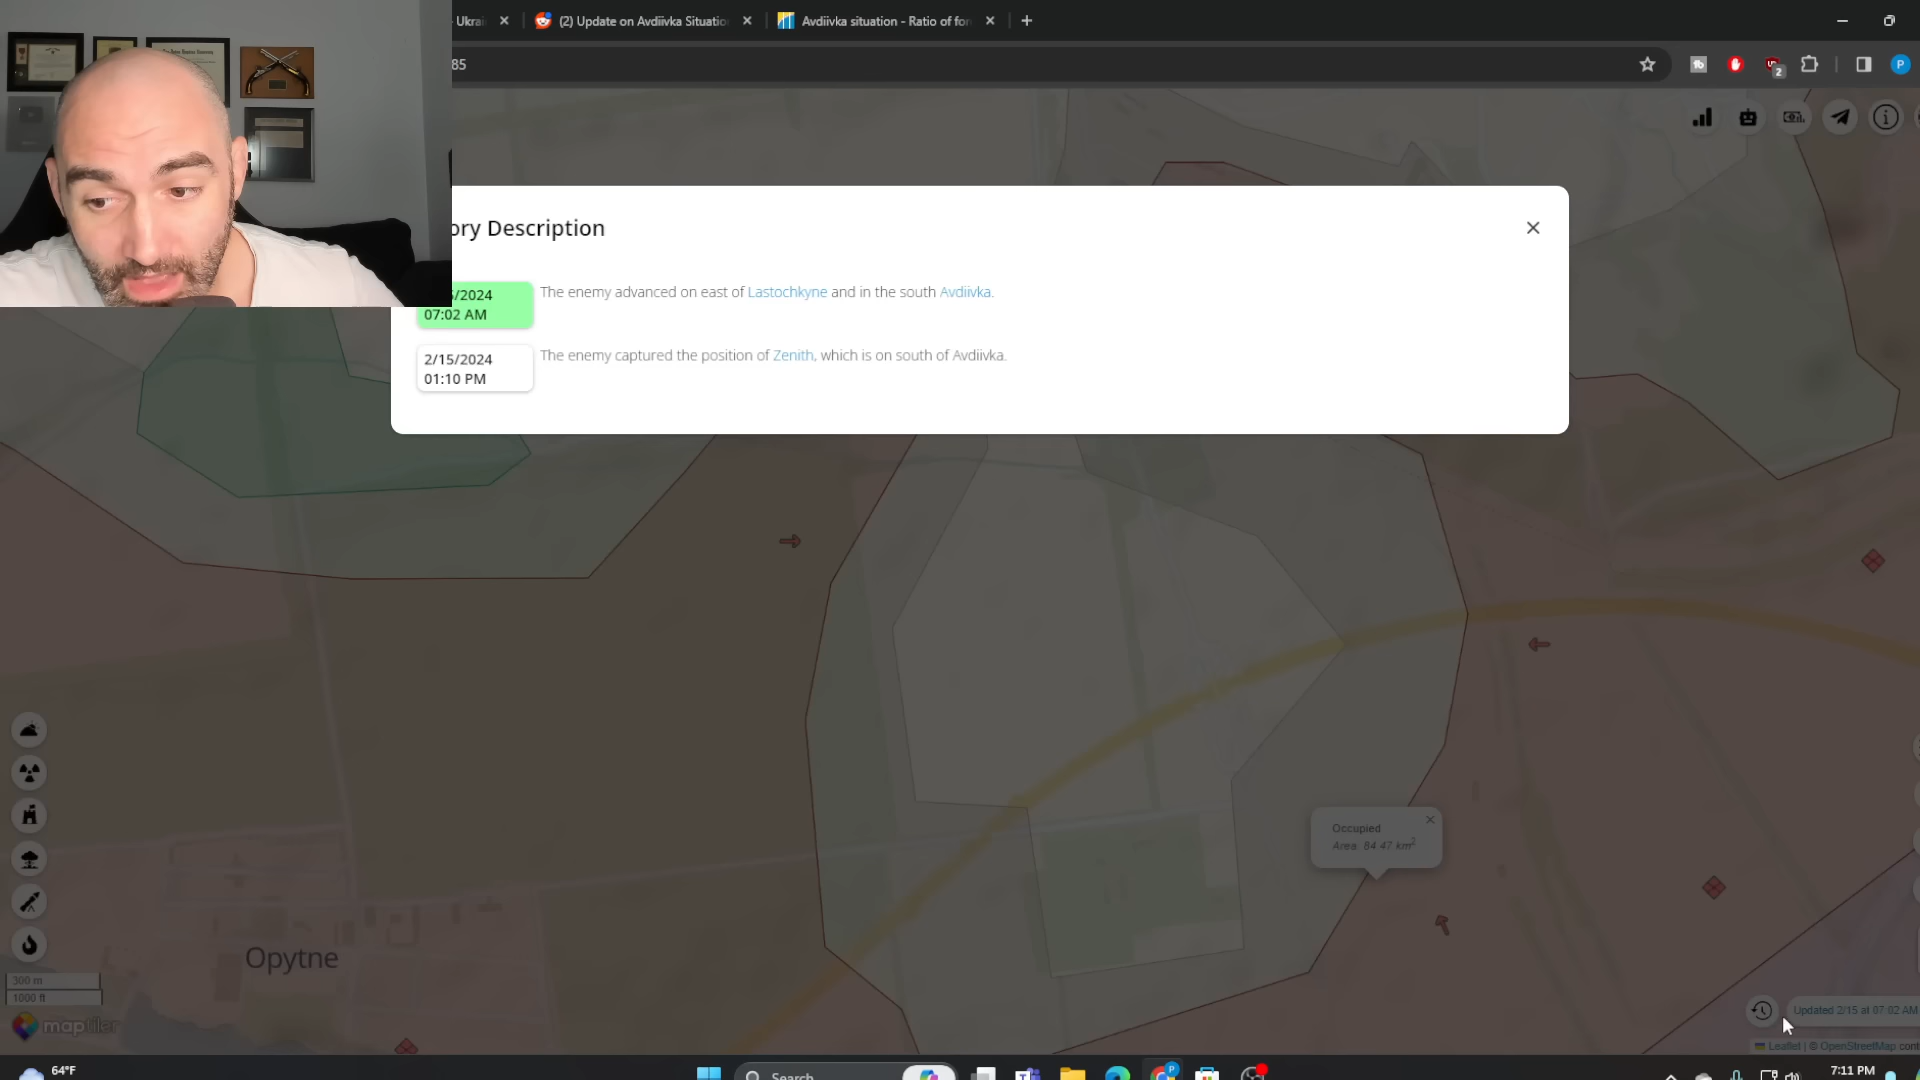 Ukrai
(2) Update on Avdiivka Situatio
Avdiivka situation - Ratio of for
85
2
P
ory Description
5/2024
07:02 AM
The enemy advanced on east of Lastochkyne and in the south Avdiivka.
2/15/2024
01:10 PM
The enemy captured the position of Zenith, which is on south of Avdiivka.
Occupied
Area: 84.47 km²
Opytne
300 m
1000 ft
maptiler
Updated 2/15 at 07:02 AM
Leaflet | © OpenStreetMap cont
64°F
Search
P
7:11 PM